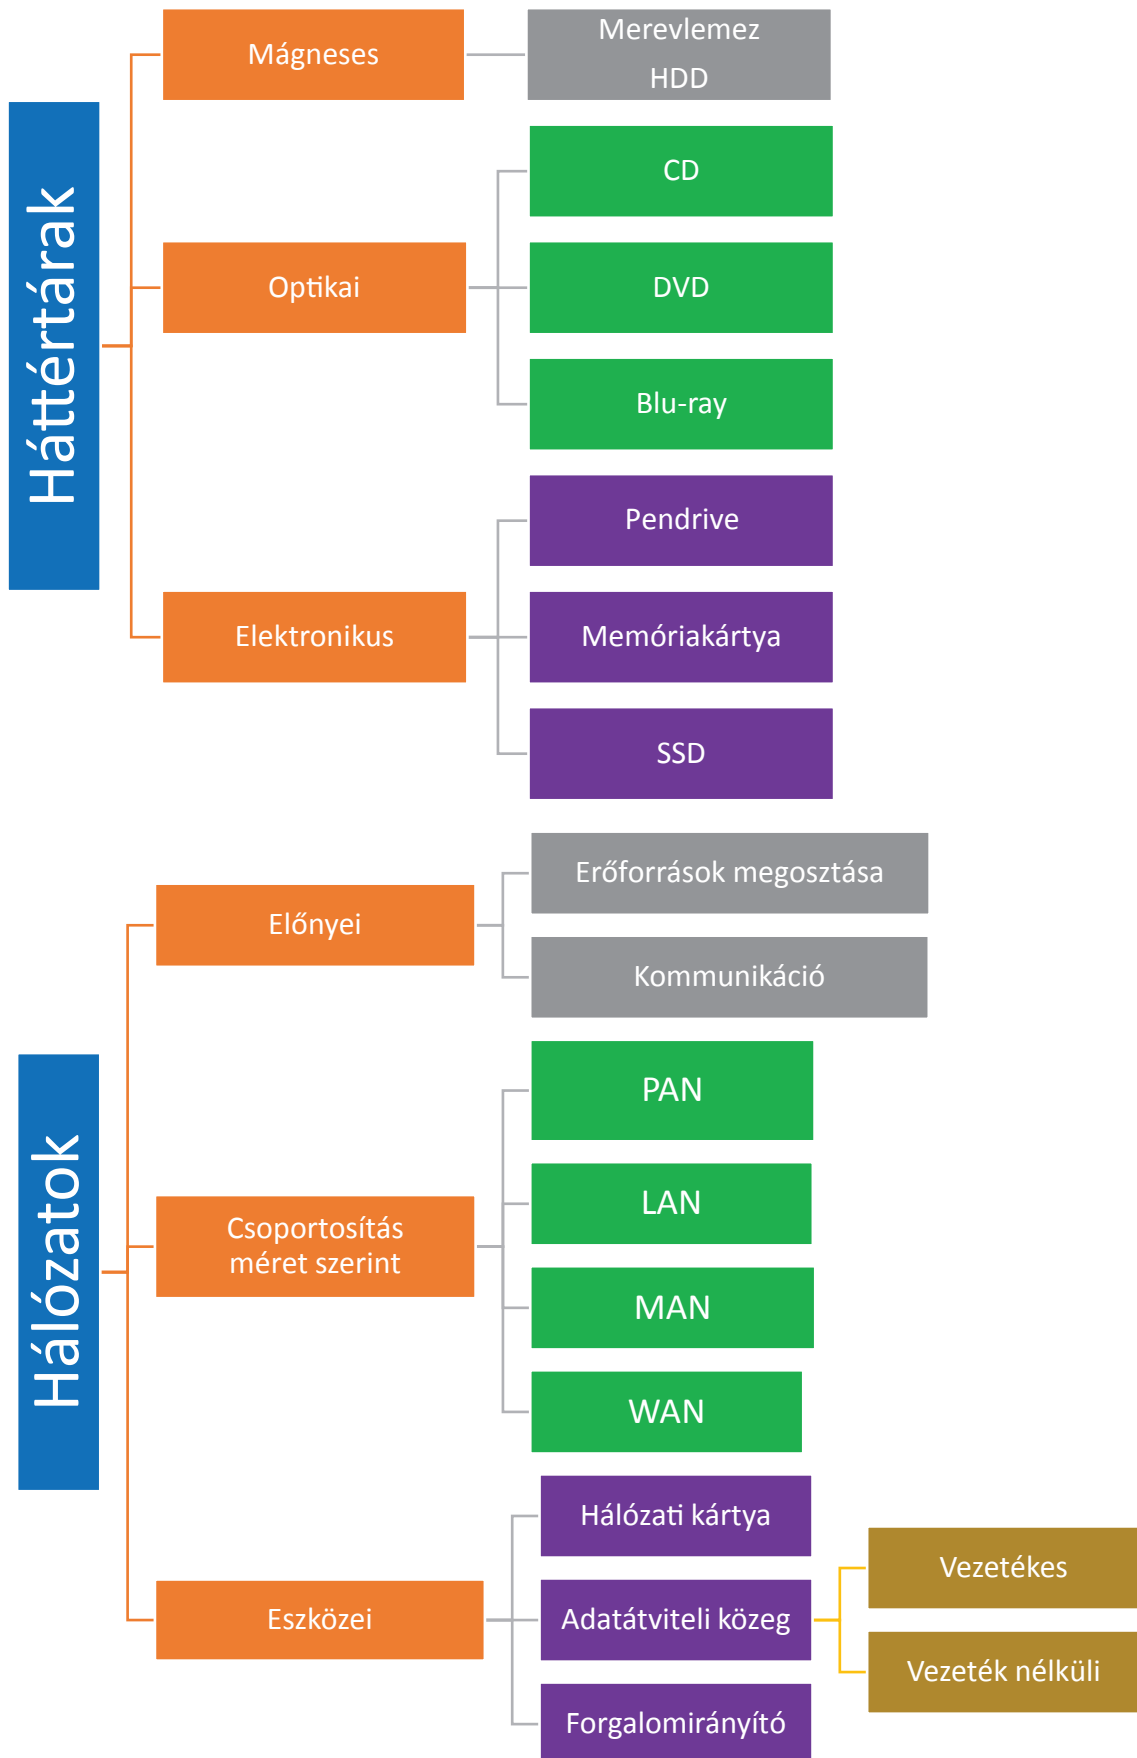 Háttértárak
Mágneses
Merevlemez
HDD
Optikai
CD
DVD
Blu-ray
Elektronikus
Pendrive
Memóriakártya
SSD
Hálózatok
Előnyei
Erőforrások megosztása
Kommunikáció
Csoportosítás
méret szerint
PAN
LAN
MAN
WAN
Eszközei
Hálózati kártya
Adatátviteli közeg
Vezetékes
Vezeték nélküli
Forgalomirányító